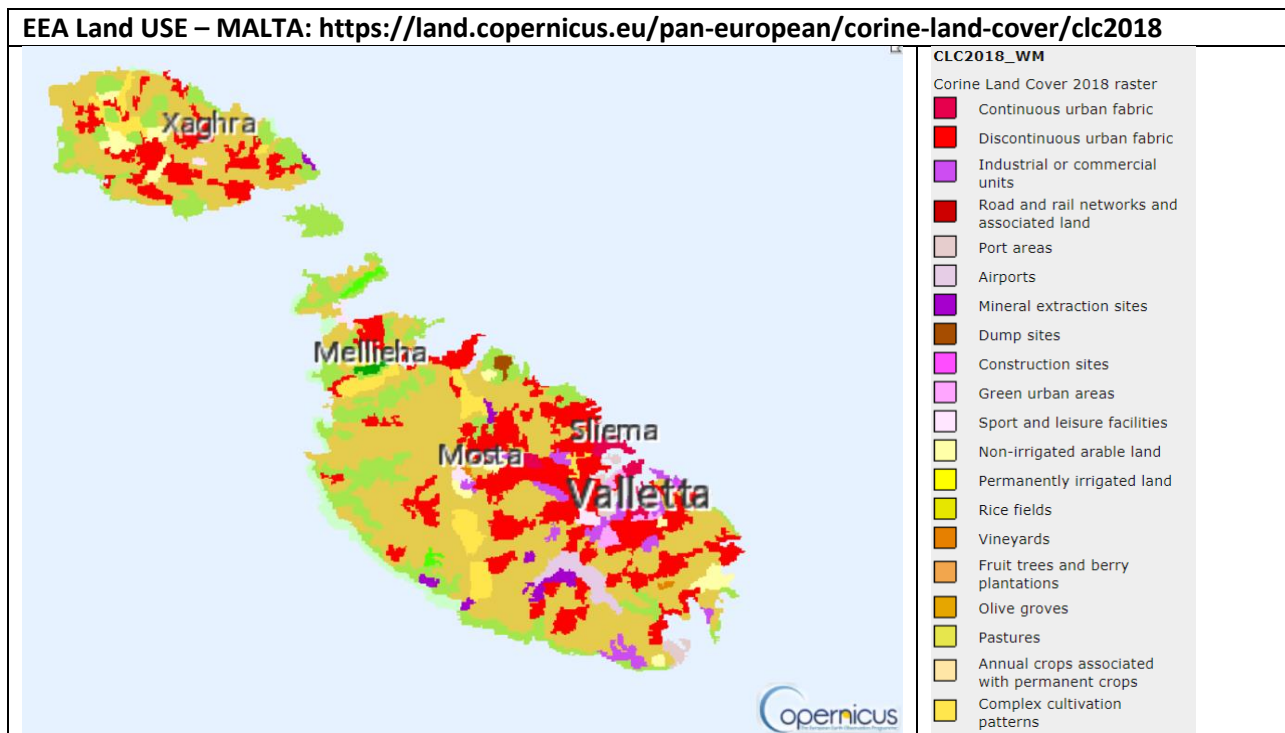 EEA Land USE – MALTA: https://land.copernicus.eu/pan-european/corine-land-cover/clc2018
Xaghra
Mellieha
Sliema
Mosta
Valletta
opernicus
CLC2018_WM
Corine Land Cover 2018 raster
Continuous urban fabric
Discontinuous urban fabric
Industrial or commercial
units
Road and rail networks and
associated land
Port areas
Airports
Mineral extraction sites
Dump sites
Construction sites
Green urban areas
Sport and leisure facilities
Non-irrigated arable land
Permanently irrigated land
Rice fields
Vineyards
Fruit trees and berry
plantations
Olive groves
Pastures
Annual crops associated
with permanent crops
Complex cultivation
patterns